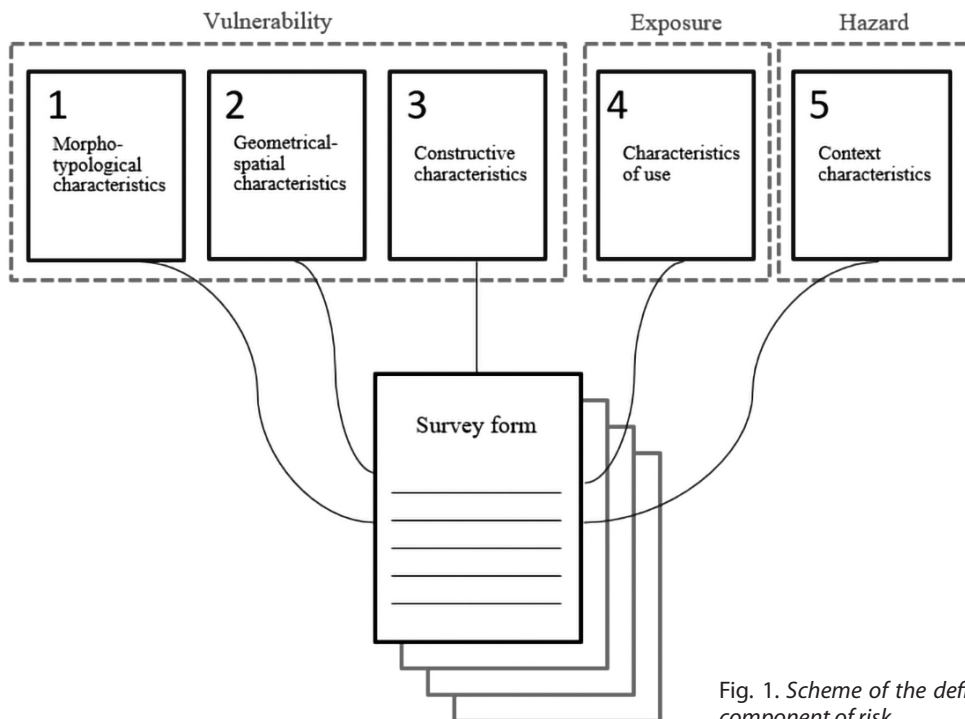 Vulnerability
Exposure
Hazard
1
Morpho-
typological
characteristics
2
Geometrical-
spatial
characteristics
3
Constructive
characteristics
4
Characteristics
of use
5
Context
characteristics
Survey form
Fig. 1. Scheme of the
component of risk